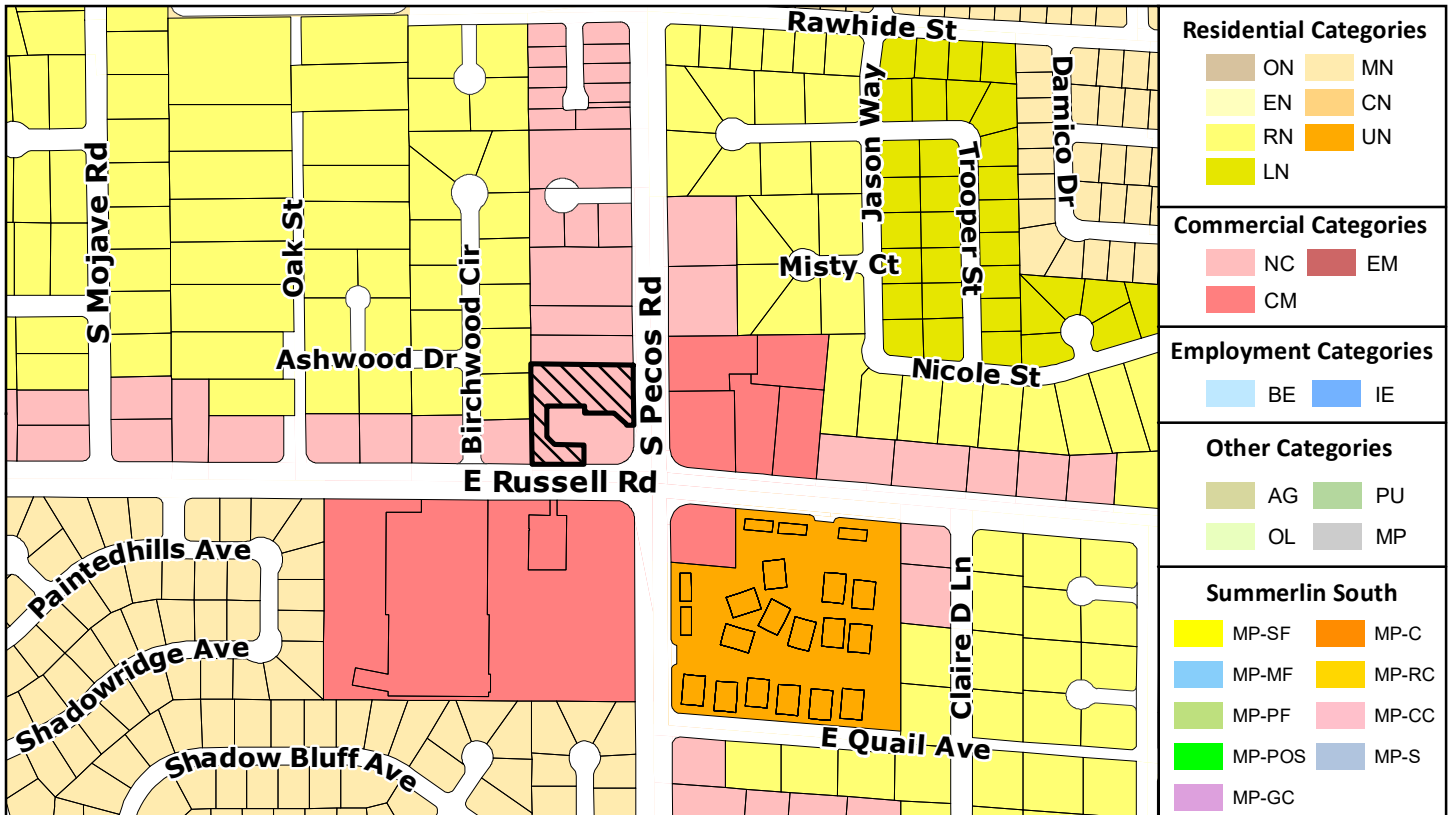 Rawhide St
S Mojave Rd
Oak St
Birchwood Cir
Ashwood Dr
S Pecos Rd
Jason Way
Trooper St
Damico Dr
Misty Ct
Nicole St
E Russell Rd
Paintedhills Ave
Shadowridge Ave
Shadow Bluff Ave
Claire D Ln
E Quail Ave
Residential Categories
ON MN
EN CN
RN UN
LN
Commercial Categories
NC EM
CM
Employment Categories
BE IE
Other Categories
AG PU
OL MP
Summerlin South
MP-SF MP-C
MP-MF MP-RC
MP-PF MP-CC
MP-POS MP-S
MP-GC